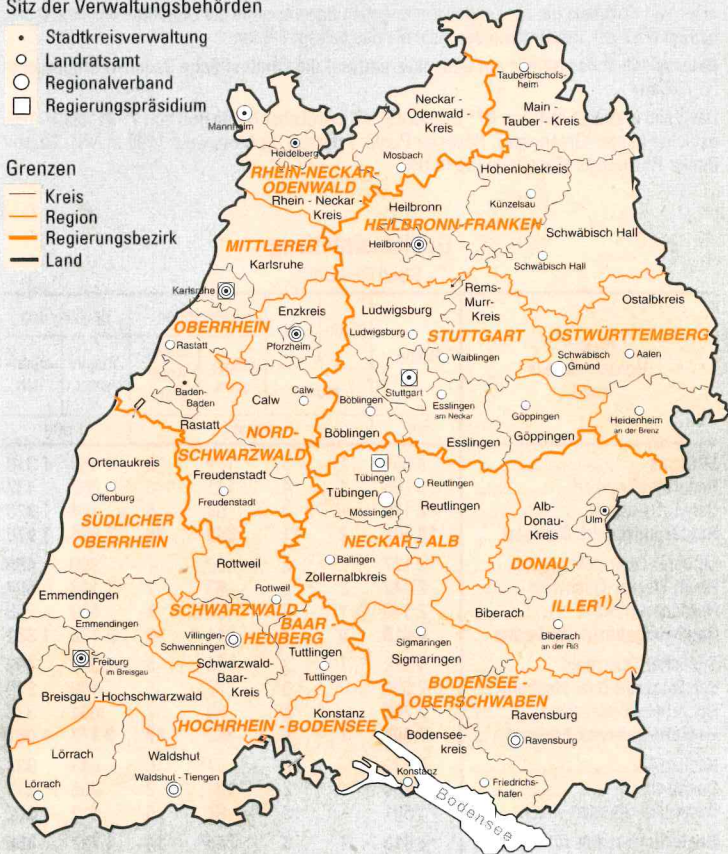 Sitz der Verwaltungsbehörden
Stadtkreisverwaltung
Landratsamt
Regionalverband
Regierungspräsidium
Grenzen
Kreis
Region
Regierungsbezirk
Land
Tauberbischofs-
heim
Neckar -
Odenwald -
Kreis
Main -
Tauber - Kreis
Mannheim
Heidelberg
Mosbach
RHEIN-NECKAR-
ODENWALD
Rhein - Neckar -
Kreis
Hohenlohekreis
Künzelsau
Heilbronn
HEILBRONN-FRANKEN
Heilbronn
Schwäbisch Hall
Schwäbisch Hall
MITTLERER
Karlsruhe
Karlsruhe
OBERRHEIN
Rastatt
Enzkreis
Pforzheim
Ludwigsburg
Ludwigsburg
Rems-
Murr-
Kreis
STUTTGART
Waiblingen
Ostalbkreis
OSTWÜRTTEMBERG
Schwäbisch
Gmünd
Aalen
Baden-
Baden
Rastatt
Calw
Calw
Böblingen
Böblingen
Stuttgart
Esslingen
am Neckar
Esslingen
Göppingen
Göppingen
Heidenheim
an der Brenz
NORD-
SCHWARZWALD
Freudenstadt
Freudenstadt
Ortenaukreis
Offenburg
SÜDLICHER
OBERRHEIN
Tübingen
Tübingen
Mössingen
Reutlingen
Reutlingen
NECKAR - ALB
Balingen
Zollernalbkreis
Alb-
Donau-
Kreis
Ulm
DONAU -
ILLER1)
Rottweil
Rottweil
Emmendingen
Emmendingen
SCHWARZWALD-
BAAR -
HEUBERG
Villingen-
Schwenningen
Schwarzwald-
Baar-
Kreis
Tuttlingen
Tuttlingen
Biberach
Biberach
an der Riß
Sigmaringen
Sigmaringen
Freiburg
im Breisgau
Breisgau - Hochschwarzwald
BODENSEE -
OBERSCHWABEN
Ravensburg
Ravensburg
Konstanz
HOCHRHEIN - BODENSEE
Bodensee-
kreis
Lörrach
Lörrach
Waldshut
Waldshut - Tiengen
Konstanz
Friedrichs-
hafen
Bodensee